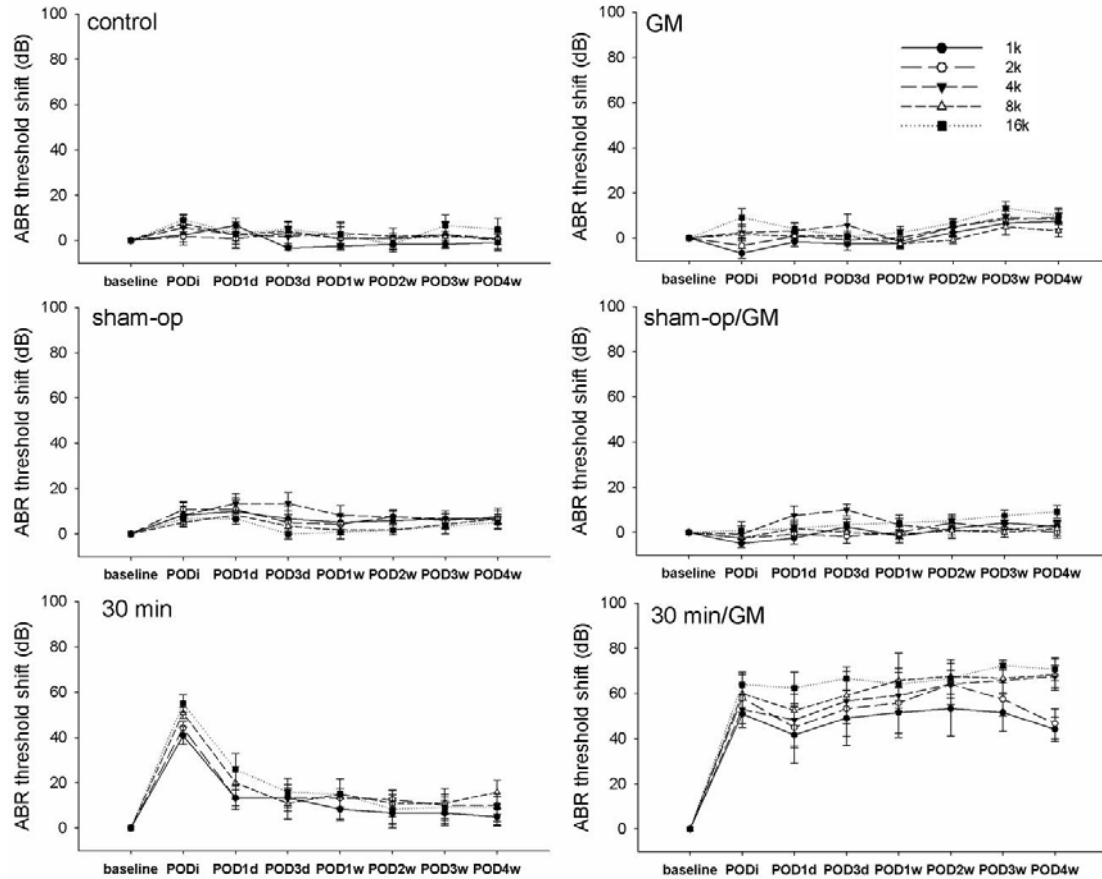 control
ABR threshold shift (dB)
100
80
60
40
20
0
baseline PODi POD1d POD3d POD1w POD2w POD3w POD4w
GM
1k
2k
4k
8k
16k
ABR threshold shift (dB)
100
80
60
40
20
0
baseline PODi POD1d POD3d POD1w POD2w POD3w POD4w
sham-op
ABR threshold shift (dB)
100
80
60
40
20
0
baseline PODi POD1d POD3d POD1w POD2w POD3w POD4w
sham-op/GM
ABR threshold shift (dB)
100
80
60
40
20
0
baseline PODi POD1d POD3d POD1w POD2w POD3w POD4w
30 min
ABR threshold shift (dB)
100
80
60
40
20
0
baseline PODi POD1d POD3d POD1w POD2w POD3w POD4w
30 min/GM
ABR threshold shift (dB)
100
80
60
40
20
0
baseline PODi POD1d POD3d POD1w POD2w POD3w POD4w